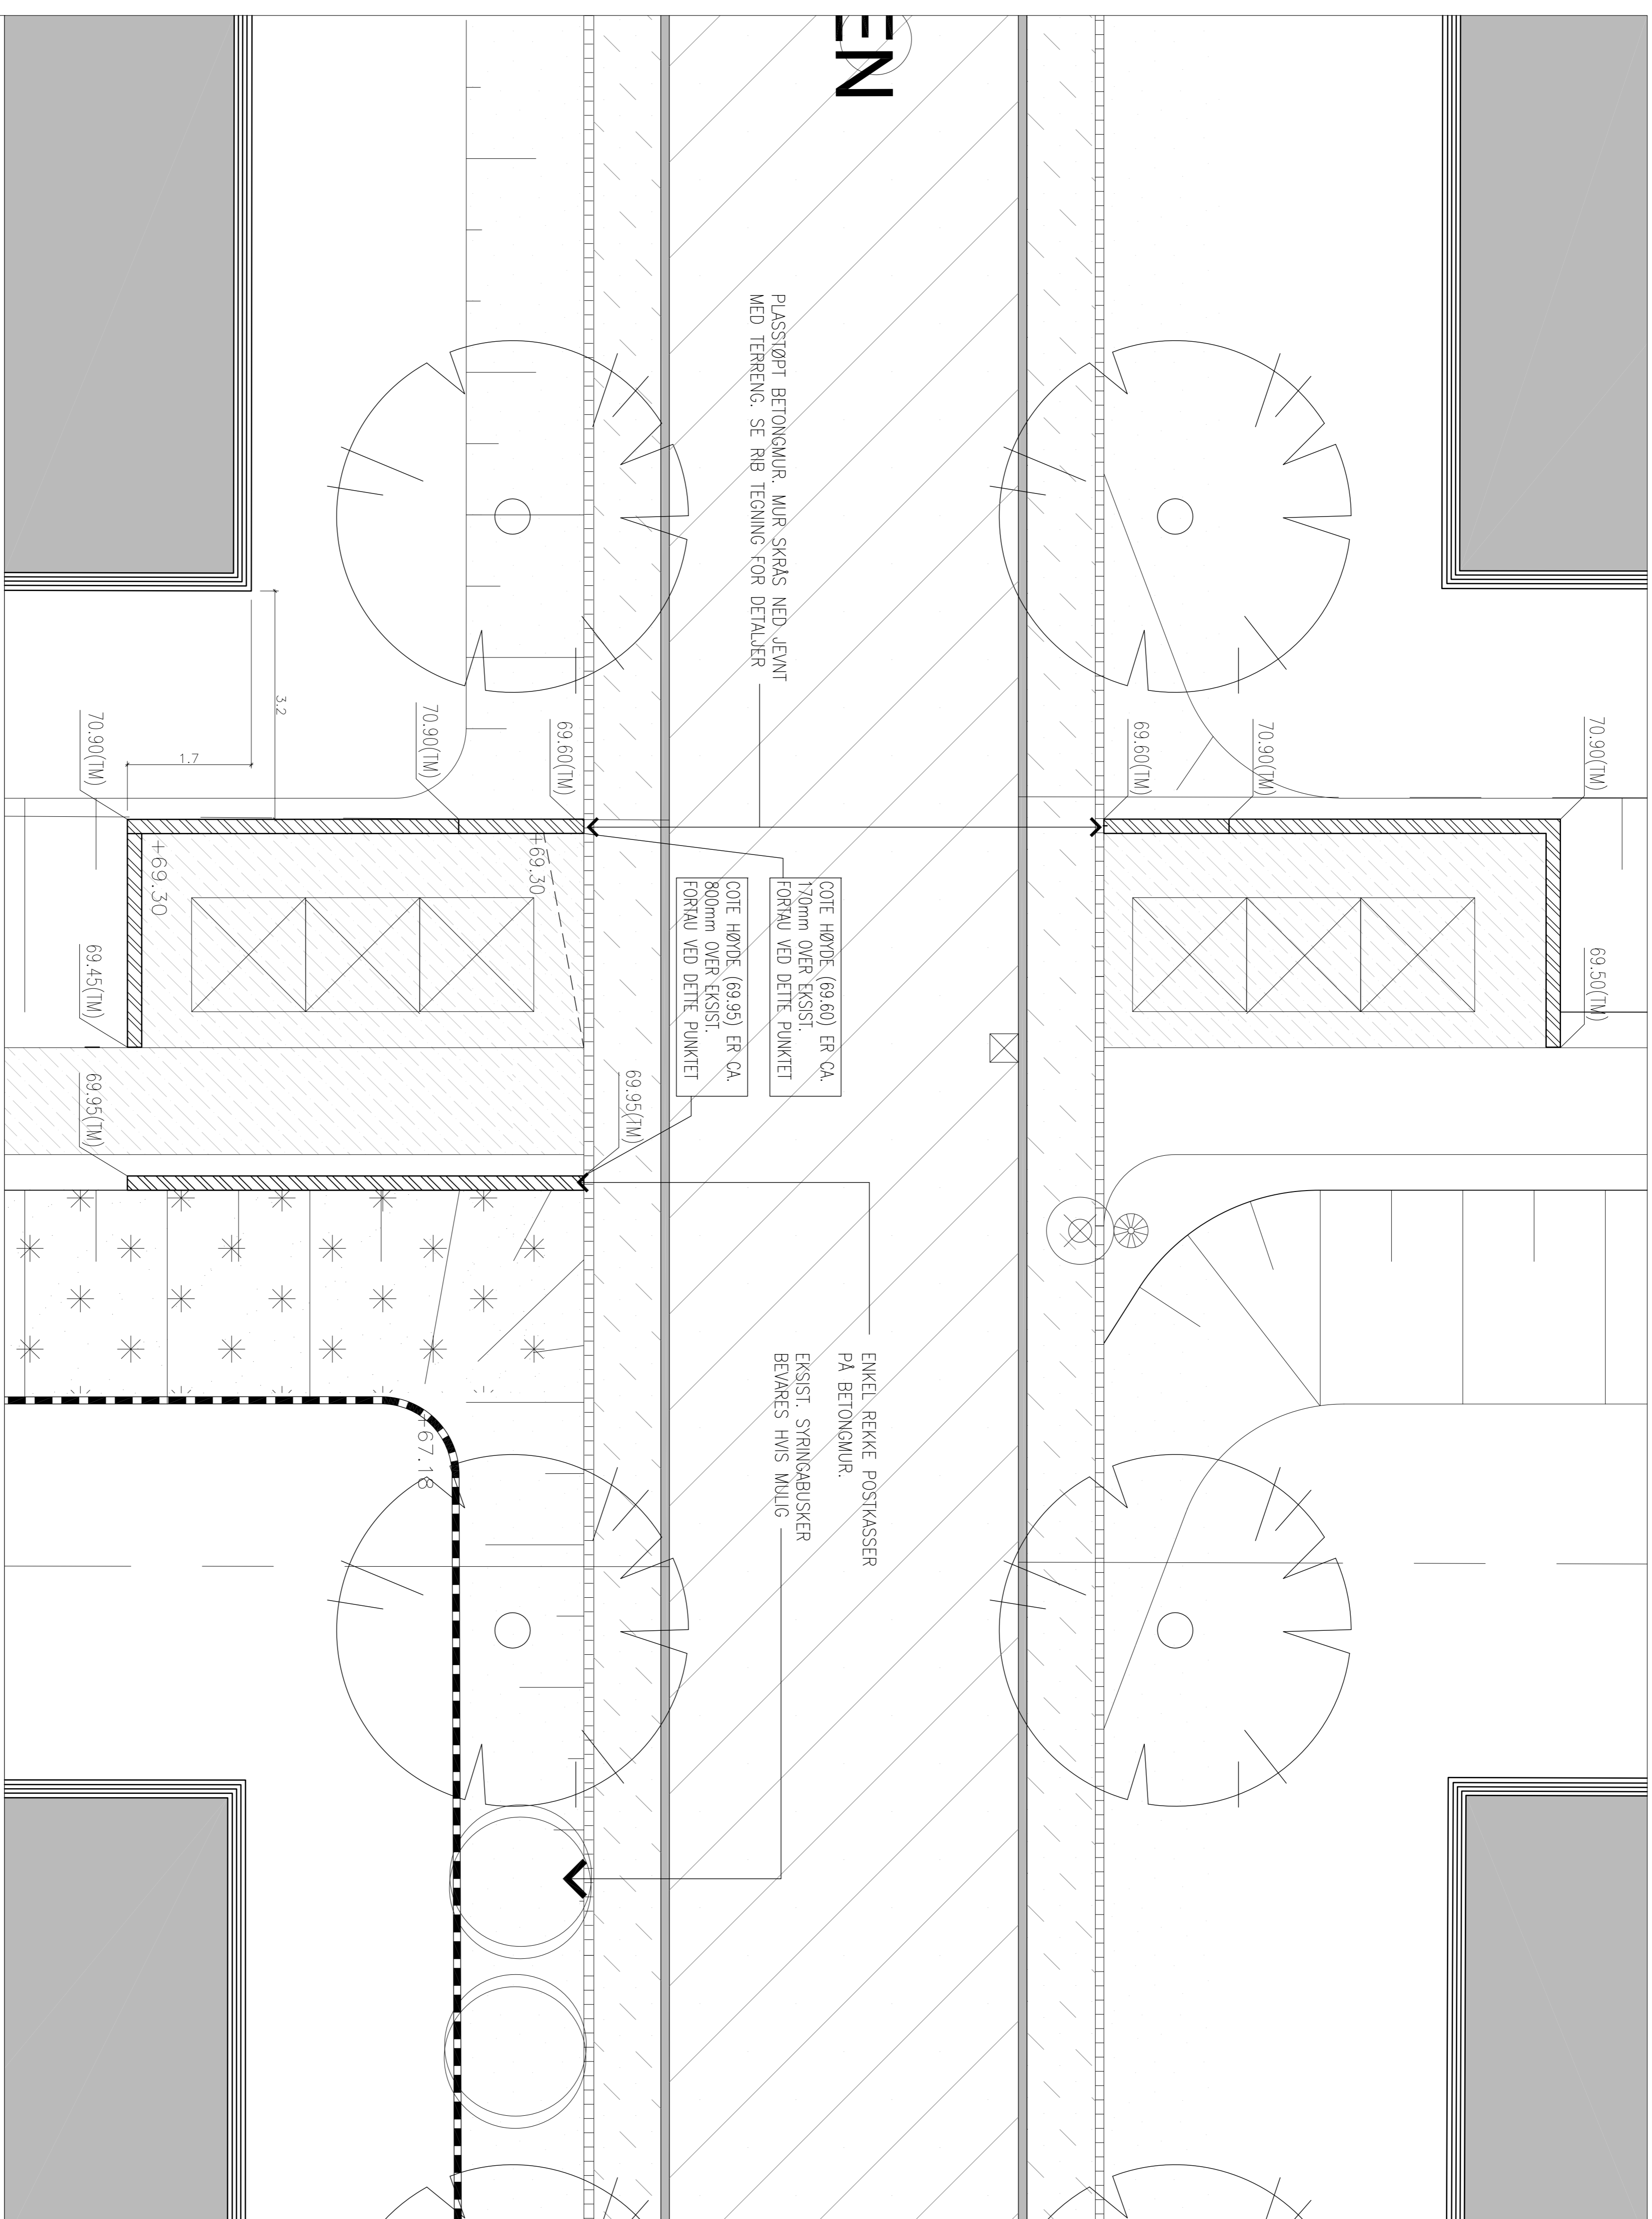 EN
PLASSTØPT BETONGMUR. MUR SKRÅS NED JEVNT
MED TERRENG. SE RIB TEGNING FOR DETALJER
70.90(TM)
70.90(TM)
69.60(TM)
69.60(TM)
70.90(TM)
70.90(TM)
3.2
1.7
+69.30
+69.30
COTE HØYDE (69.60) ER CA.
170mm OVER EKSIST.
FORTAU VED DETTE PUNKTET
COTE HØYDE (69.95) ER CA.
800mm OVER EKSIST.
FORTAU VED DETTE PUNKTET
69.50(TM)
69.45(TM)
69.95(TM)
69.95(TM)
ENKEL REKKE POSTKASSER
PÅ BETONGMUR.
EKSIST. SYRINGABUSKER
BEVARES HVIS MULIG
+67.18